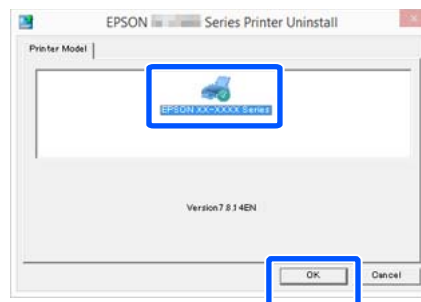 EPSON Series Printer Uninstall
Printer Model
EPSON XX-XXXX Series
Version7.8.14EN
OK
Cancel